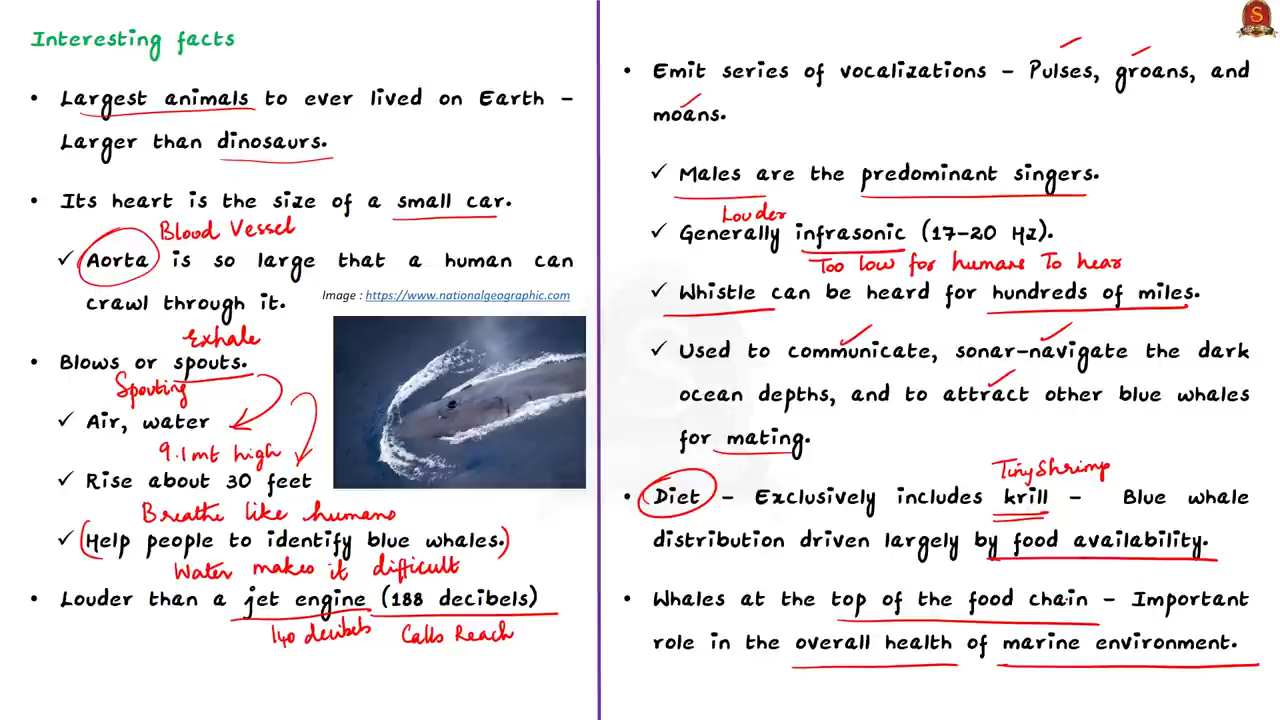 Interesting facts
• Largest animals to ever lived on Earth –
Larger than dinosaurs.
• Its heart is the size of a small car.
Blood Vessel
✓ Aorta is so large that a human can
crawl through it.
Image : https://www.nationalgeographic.com
Exhale
• Blows or spouts.
Spouting
✓ Air, water
9.1mt high
✓ Rise about 30 feet
Breathe like humans
✓ (Help people to identify blue whales.)
Water makes it difficult
• Louder than a jet engine (188 decibels)
140 decibels Calls Reach
• Emit series of vocalizations – Pulses, groans, and
moans.
✓ Males are the predominant singers.
Louder
✓ Generally infrasonic (17-20 Hz).
Too low for humans To hear
✓ Whistle can be heard for hundreds of miles.
✓ Used to communicate, sonar-navigate the dark
ocean depths, and to attract other blue whales
for mating.
Tiny Shrimp
• Diet – Exclusively includes krill – Blue whale
distribution driven largely by food availability.
• Whales at the top of the food chain – Important
role in the overall health of marine environment.
S